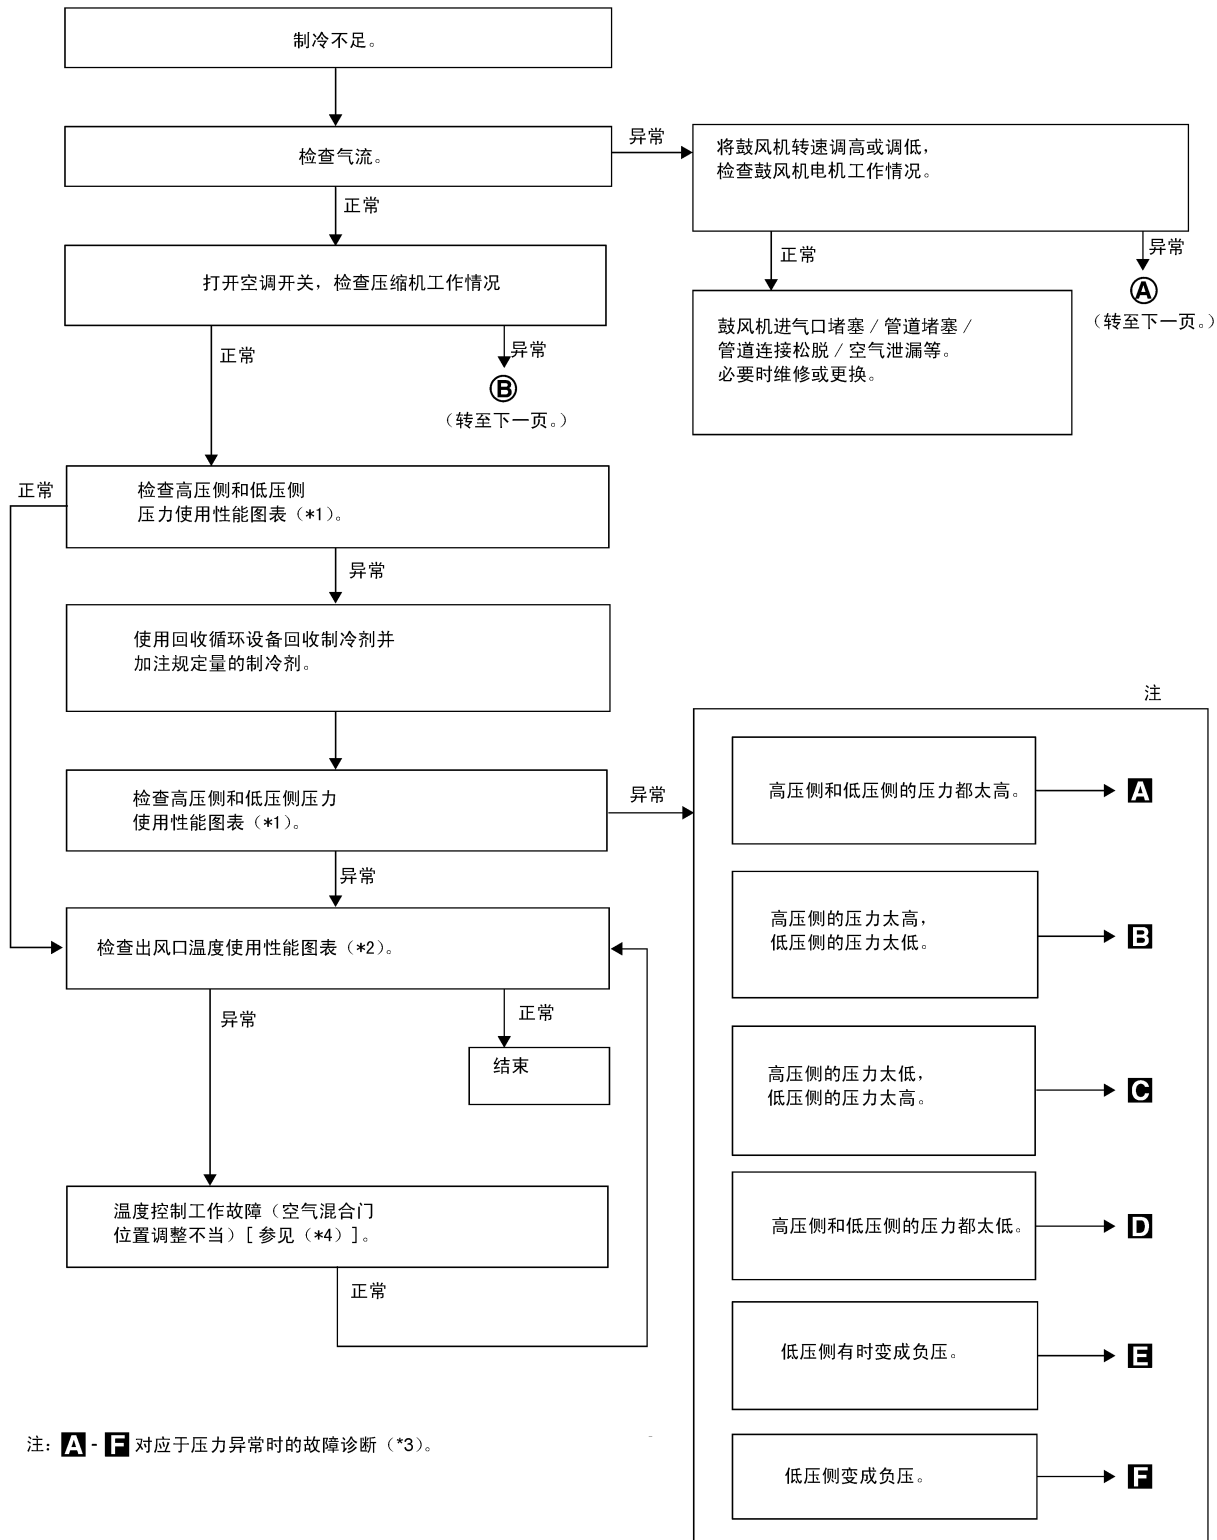 制冷不足。
检查气流。
异常
将鼓风机转速调高或调低，
检查鼓风机电机工作情况。
正常
正常
异常
Ⓐ
（转至下一页。）
打开空调开关，检查压缩机工作情况
鼓风机进气口堵塞／管道堵塞／
管道连接松脱／空气泄漏等。
必要时维修或更换。
正常
异常
Ⓑ
（转至下一页。）
正常
检查高压侧和低压侧
压力使用性能图表（*1）。
异常
使用回收循环设备回收制冷剂并
加注规定量的制冷剂。
检查高压侧和低压侧压力
使用性能图表（*1）。
异常
异常
检查出风口温度使用性能图表（*2）。
异常
正常
结束
温度控制工作故障（空气混合门
位置调整不当）[参见（*4）]。
正常
注
高压侧和低压侧的压力都太高。
A
高压侧的压力太高，
低压侧的压力太低。
B
高压侧的压力太低，
低压侧的压力太高。
C
高压侧和低压侧的压力都太低。
D
低压侧有时变成负压。
E
低压侧变成负压。
F
注：A - F 对应于压力异常时的故障诊断（*3）。